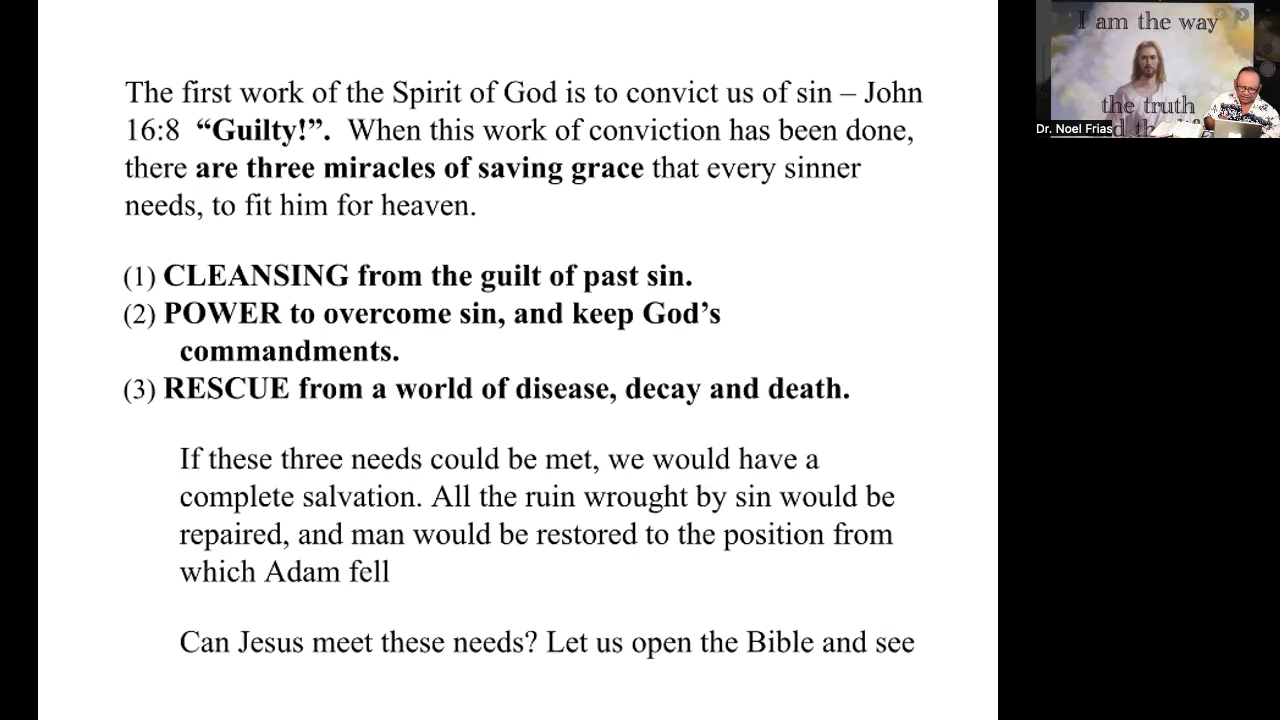 The first work of the Spirit of God is to convict us of sin – John
16:8 “Guilty!”. When this work of conviction has been done,
there are three miracles of saving grace that every sinner
needs, to fit him for heaven.
(1) CLEANSING from the guilt of past sin.
(2) POWER to overcome sin, and keep God’s
commandments.
(3) RESCUE from a world of disease, decay and death.
If these three needs could be met, we would have a
complete salvation. All the ruin wrought by sin would be
repaired, and man would be restored to the position from
which Adam fell
Can Jesus meet these needs? Let us open the Bible and see
I am the way
the truth
Dr. Noel Frias